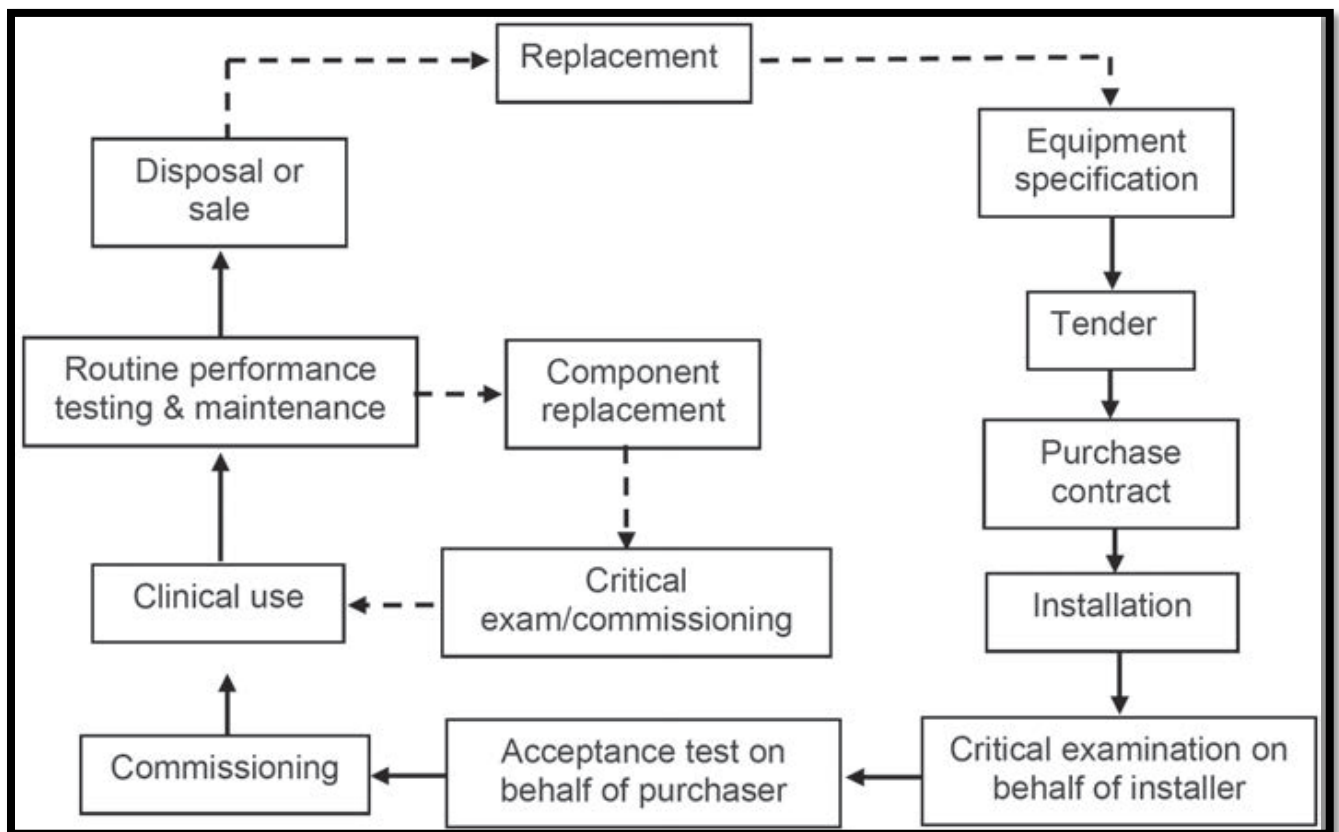 Replacement
Equipment
specification
Disposal or
sale
Tender
Routine performance
testing & maintenance
Component
replacement
Purchase
contract
Clinical use
Critical
exam/commissioning
Installation
Commissioning
Acceptance test on
behalf of purchaser
Critical examination on
behalf of installer